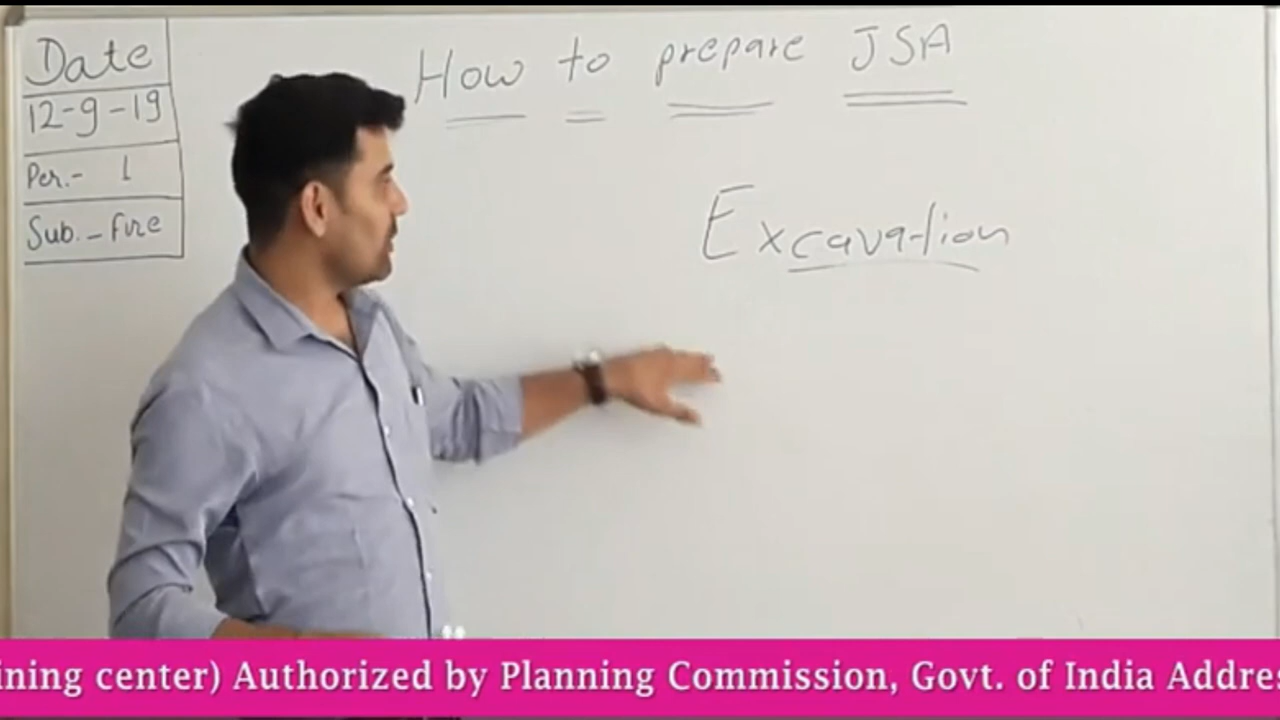 Date
12-9-19
Per.- 1
Sub.- Fire
How to prepare JSA
Excavation
ining center) Authorized by Planning Commission, Govt. of India Addre